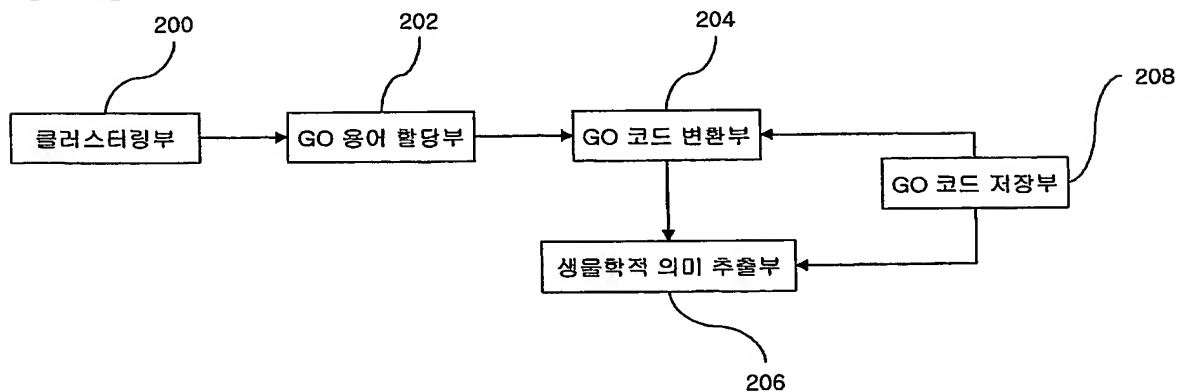 200
202
204
208
클러스터링부
GO 용어 할당부
GO 코드 변환부
GO 코드 저장부
생물학적 의미 추출부
206